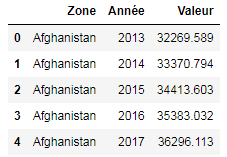 Zone Année Valeur
0 Afghanistan 2013 32269.589
1 Afghanistan 2014 33370.794
2 Afghanistan 2015 34413.603
3 Afghanistan 2016 35383.032
4 Afghanistan 2017 36296.113